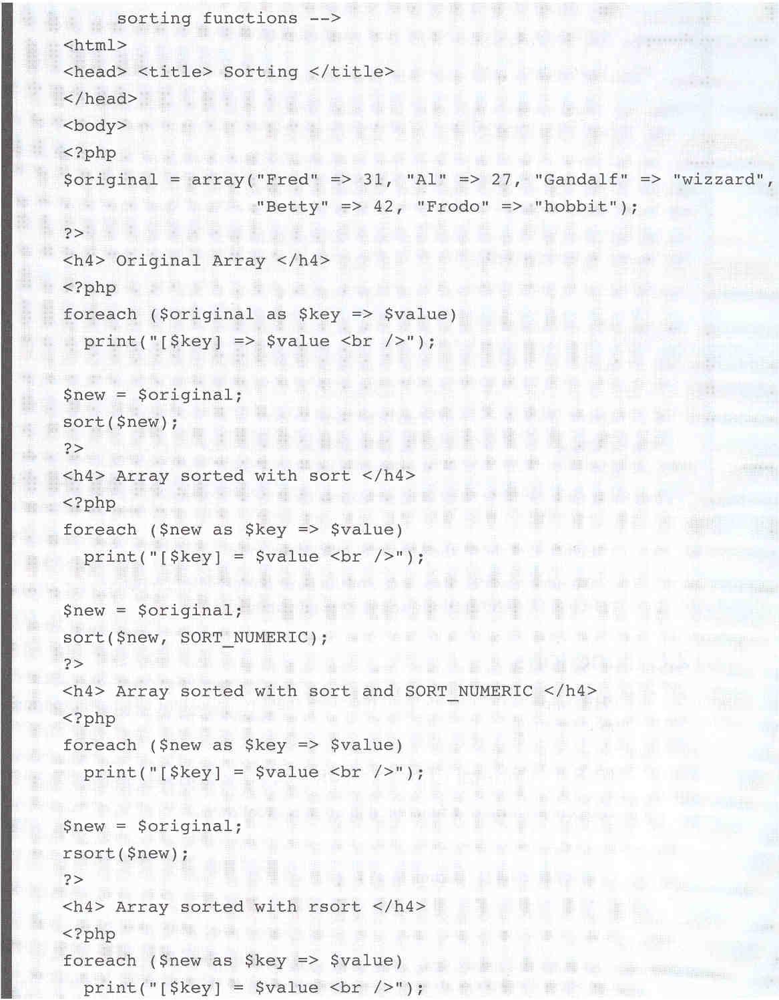 sorting functions -->
<html>
<head> <title> Sorting </title>
</head>
<body>
<?php
$original = array("Fred" => 31, "Al" => 27, "Gandalf" => "wizzard",
"Betty" => 42, "Frodo" => "hobbit");
?>
<h4> Original Array </h4>
<?php
foreach ($original as $key => $value)
print("[$key] => $value <br />");
$new = $original;
sort($new);
?>
<h4> Array sorted with sort </h4>
<?php
foreach ($new as $key => $value)
print("[$key] = $value <br />");
$new = $original;
sort($new, SORT_NUMERIC);
?>
<h4> Array sorted with sort and SORT_NUMERIC </h4>
<?php
foreach ($new as $key => $value)
print("[$key] = $value <br />");
$new = $original;
rsort($new);
?>
<h4> Array sorted with rsort </h4>
<?php
foreach ($new as $key => $value)
print("[$key] = $value <br />");